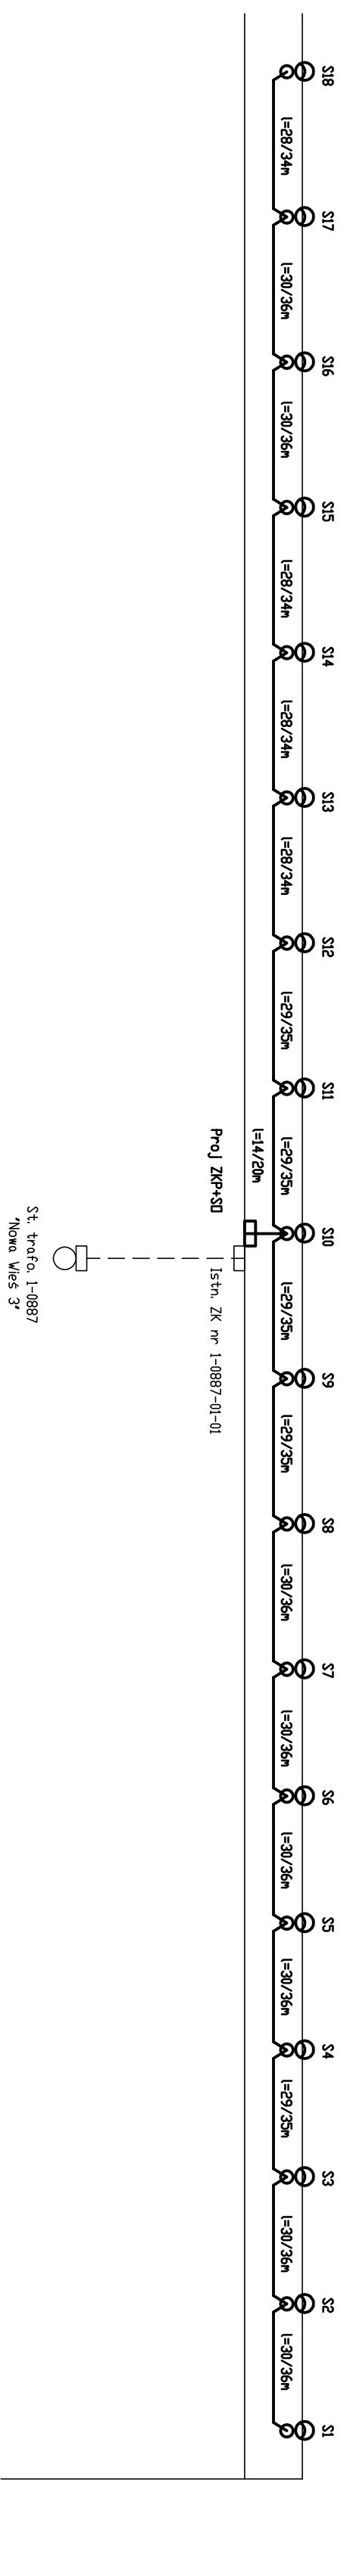 S18
l=28/34m
S17
l=30/36m
S16
l=30/36m
S15
l=28/34m
S14
l=28/34m
S13
l=28/34m
S12
l=29/35m
S11
l=29/35m
S10
l=14/20m
Proj ZKP+SO
Istn. ZK nr 1-0887-01-01
St. trafo. 1-0887
"Nowa Wieś 3"
l=29/35m
S9
l=29/35m
S8
l=30/36m
S7
l=30/36m
S6
l=30/36m
S5
l=30/36m
S4
l=29/35m
S3
l=30/36m
S2
l=30/36m
S1